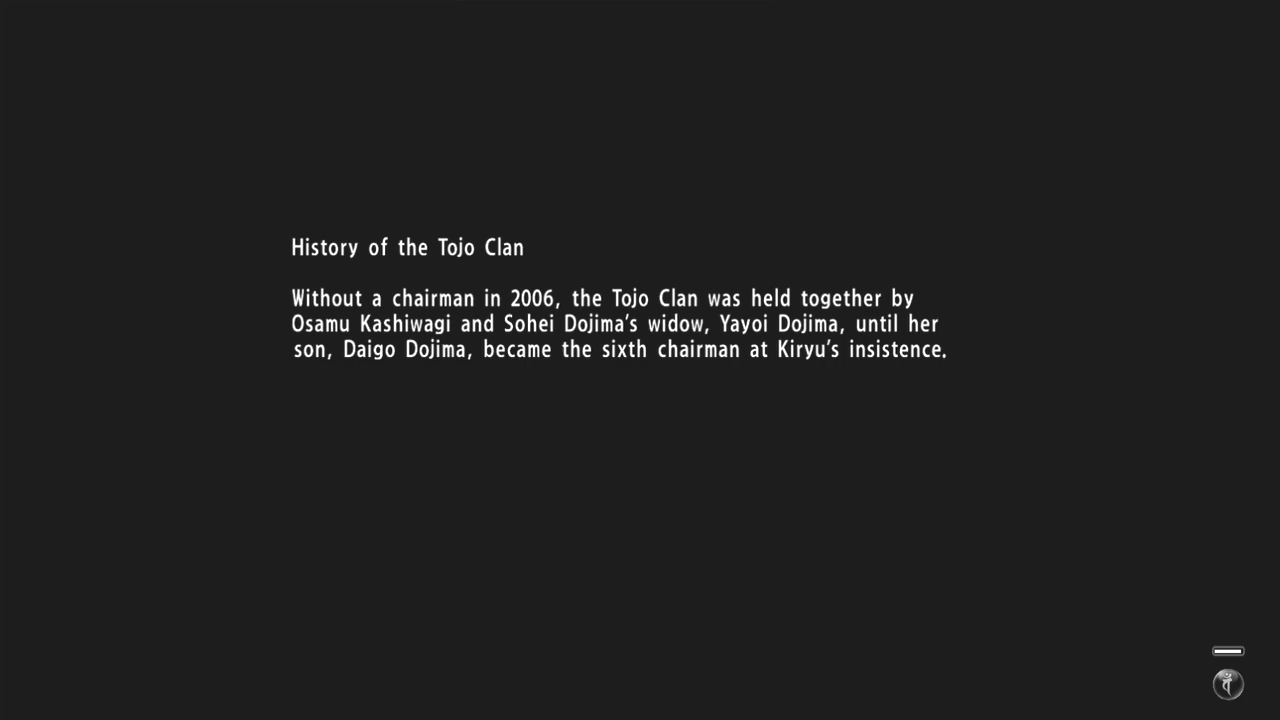 History of the Tojo Clan
Without a chairman in 2006, the Tojo Clan was held together by
Osamu Kashiwagi and Sohei Dojima's widow, Yayoi Dojima, until her
son, Daigo Dojima, became the sixth chairman at Kiryu's insistence.